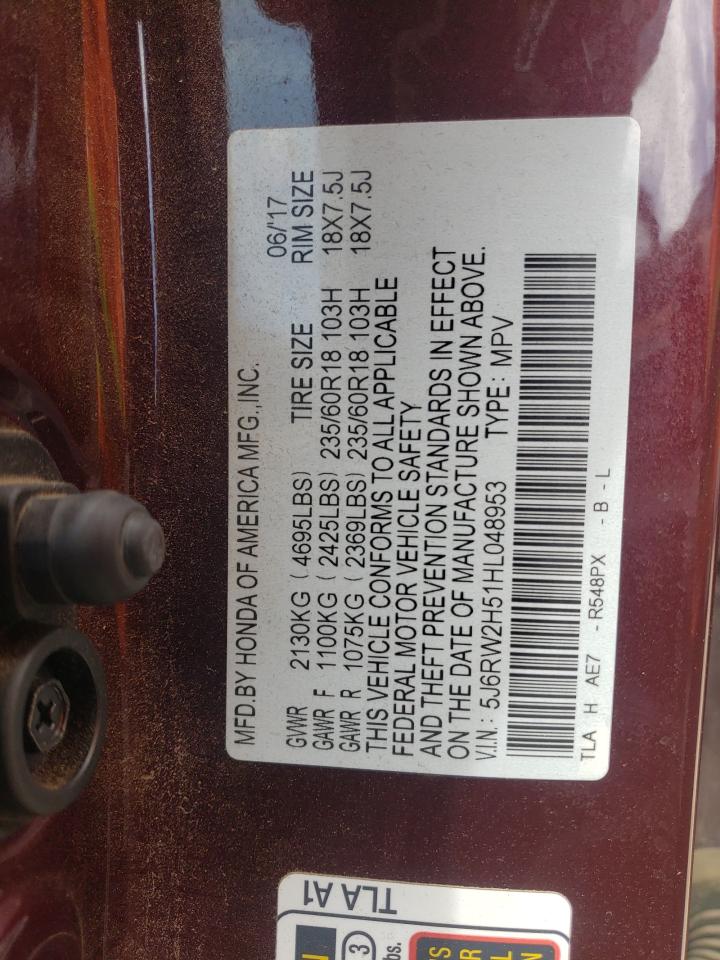 MFD.BY HONDA OF AMERICA MFG.,INC. 06/'17
GVWR 2130KG ( 4695LBS) TIRE SIZE RIM SIZE
GAWR F 1100KG ( 2425LBS) 235/60R18 103H 18X7.5J
GAWR R 1075KG ( 2369LBS) 235/60R18 103H 18X7.5J
THIS VEHICLE CONFORMS TO ALL APPLICABLE
FEDERAL MOTOR VEHICLE SAFETY
AND THEFT PREVENTION STANDARDS IN EFFECT
ON THE DATE OF MANUFACTURE SHOWN ABOVE.
V.I.N.: 5J6RW2H51HL048953 TYPE: MPV
TLA H AE7 - R548PX - B - L
TLA A1
3
bs.